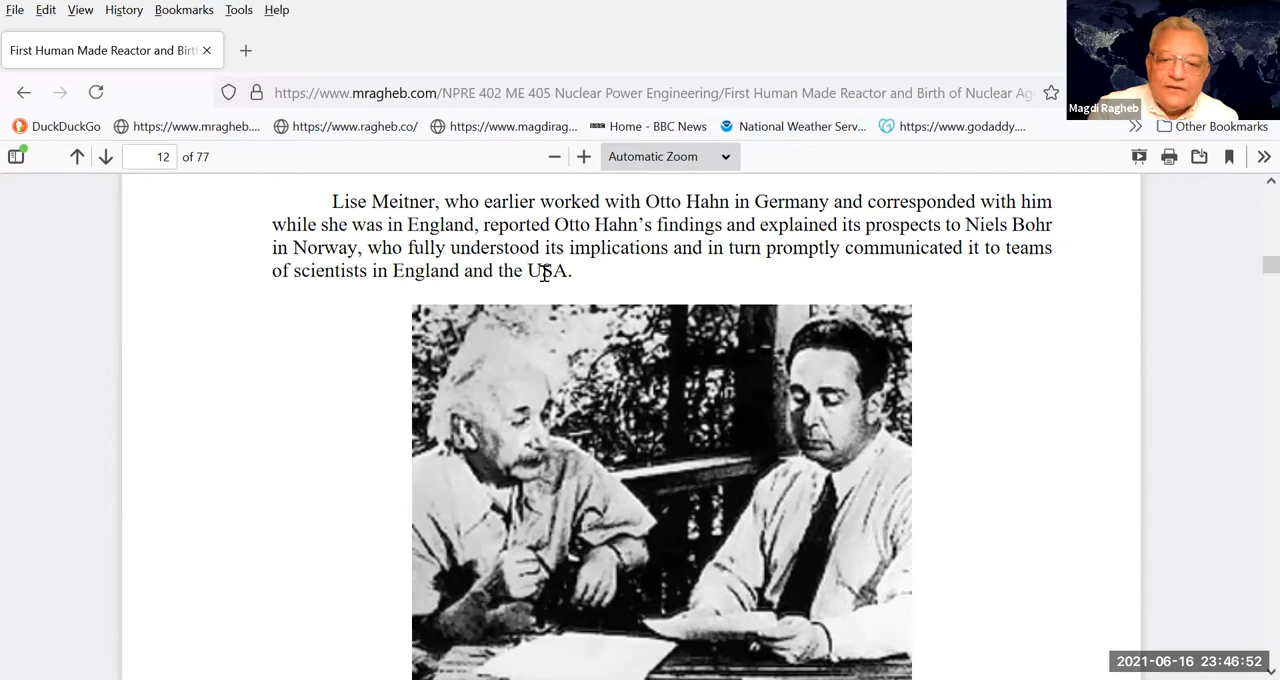 File Edit View History Bookmarks Tools Help
First Human Made Reactor and Birt
https://www.mragheb.com/NPRE 402 ME 405 Nuclear Power Engineering/First Human Made Reactor and Birth of Nuclear Ag
Magdi Ragheb
DuckDuckGo https://www.mragheb.... https://www.ragheb.co/ https://www.magdirag... BBC Home - BBC News National Weather Serv... https://www.godaddy.... Other Bookmarks
12 of 77 Automatic Zoom
Lise Meitner, who earlier worked with Otto Hahn in Germany and corresponded with him
while she was in England, reported Otto Hahn’s findings and explained its prospects to Niels Bohr
in Norway, who fully understood its implications and in turn promptly communicated it to teams
of scientists in England and the USA.
2021-06-16 23:46:52